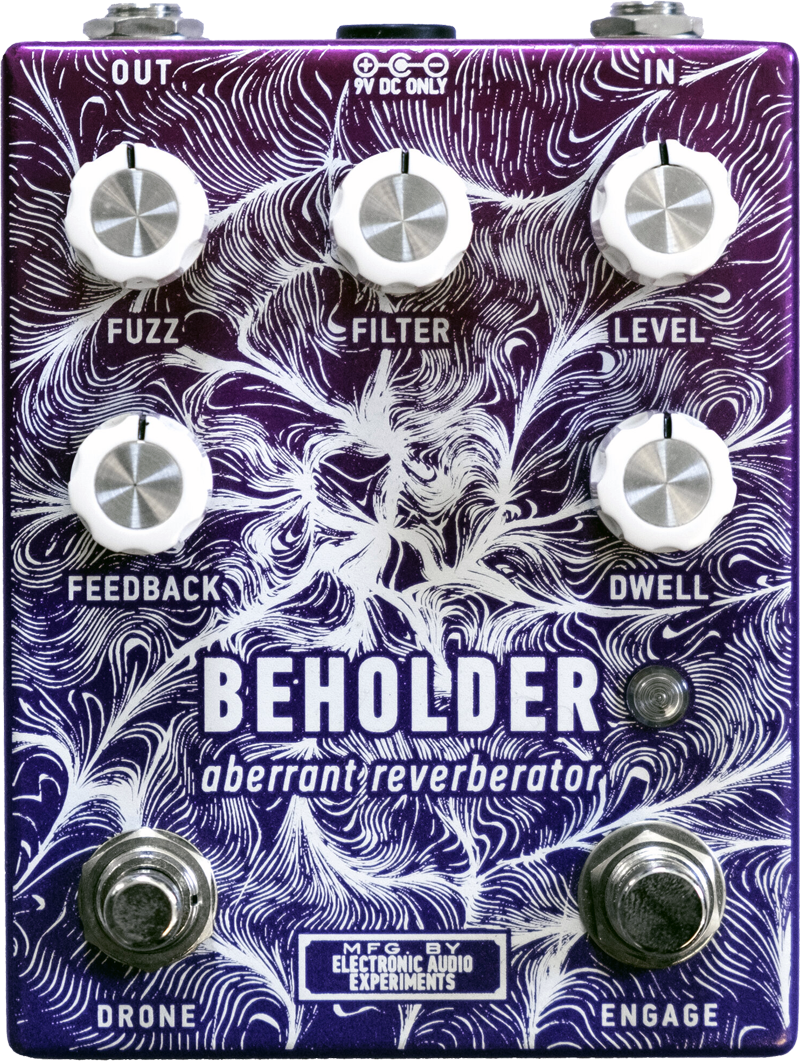 OUT
9V DC ONLY
IN
FUZZ
FILTER
LEVEL
FEEDBACK
DWELL
BEHOLDER
aberrant reverberator
MFG. BY
ELECTRONIC AUDIO
EXPERIMENTS
DRONE
ENGAGE